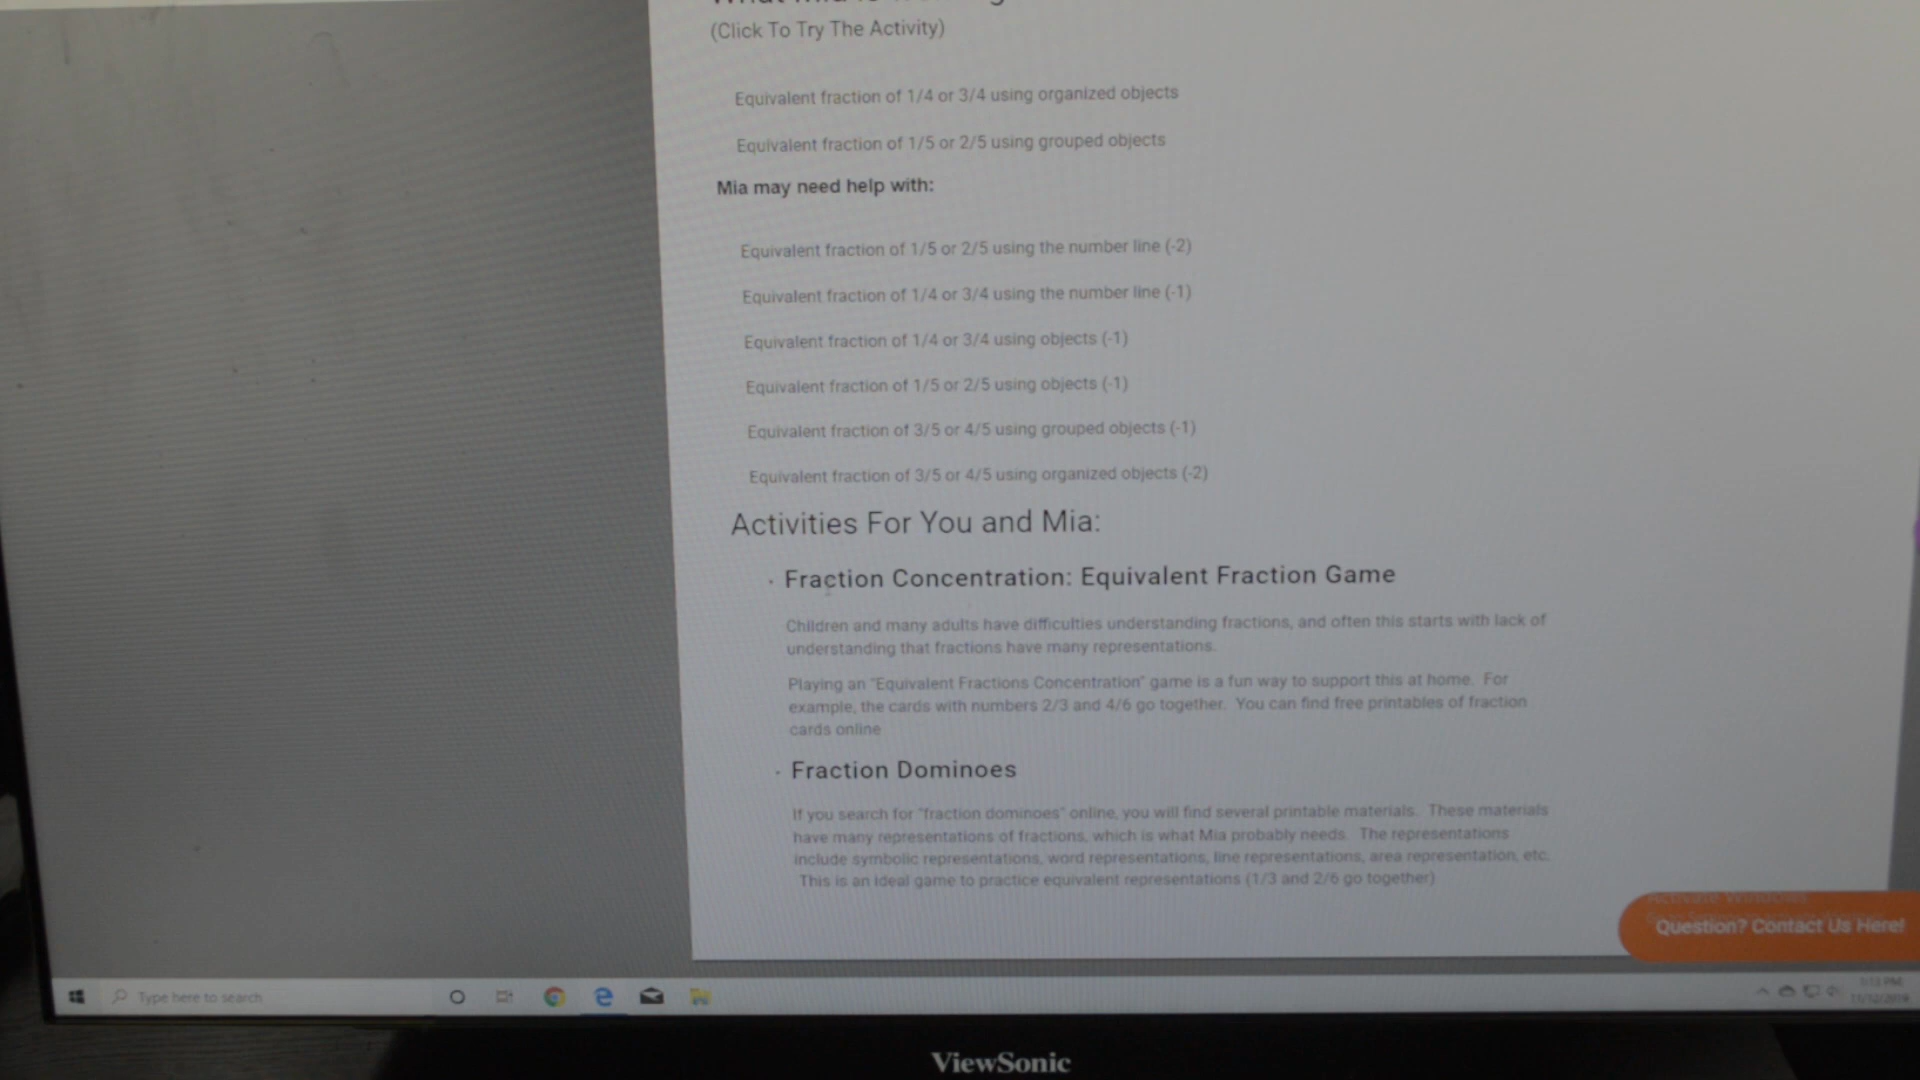 (Click To Try The Activity)
Equivalent fraction of 1/4 or 3/4 using organized objects
Equivalent fraction of 1/5 or 2/5 using grouped objects
Mia may need help with:
Equivalent fraction of 1/5 or 2/5 using the number line (-2)
Equivalent fraction of 1/4 or 3/4 using the number line (-1)
Equivalent fraction of 1/4 or 3/4 using objects (-1)
Equivalent fraction of 1/5 or 2/5 using objects (-1)
Equivalent fraction of 3/5 or 4/5 using grouped objects (-1)
Equivalent fraction of 3/5 or 4/5 using organized objects (-2)
Activities For You and Mia:
· Fraction Concentration: Equivalent Fraction Game
Children and many adults have difficulties understanding fractions, and often this starts with lack of
understanding that fractions have many representations.
Playing an "Equivalent Fractions Concentration" game is a fun way to support this at home. For
example, the cards with numbers 2/3 and 4/6 go together. You can find free printables of fraction
cards online
· Fraction Dominoes
If you search for "fraction dominoes" online, you will find several printable materials. These materials
have many representations of fractions, which is what Mia probably needs. The representations
include symbolic representations, word representations, line representations, area representation, etc.
This is an ideal game to practice equivalent representations (1/3 and 2/6 go together)
Activate Windows
Question? Contact Us Here!
Type here to search
ViewSonic